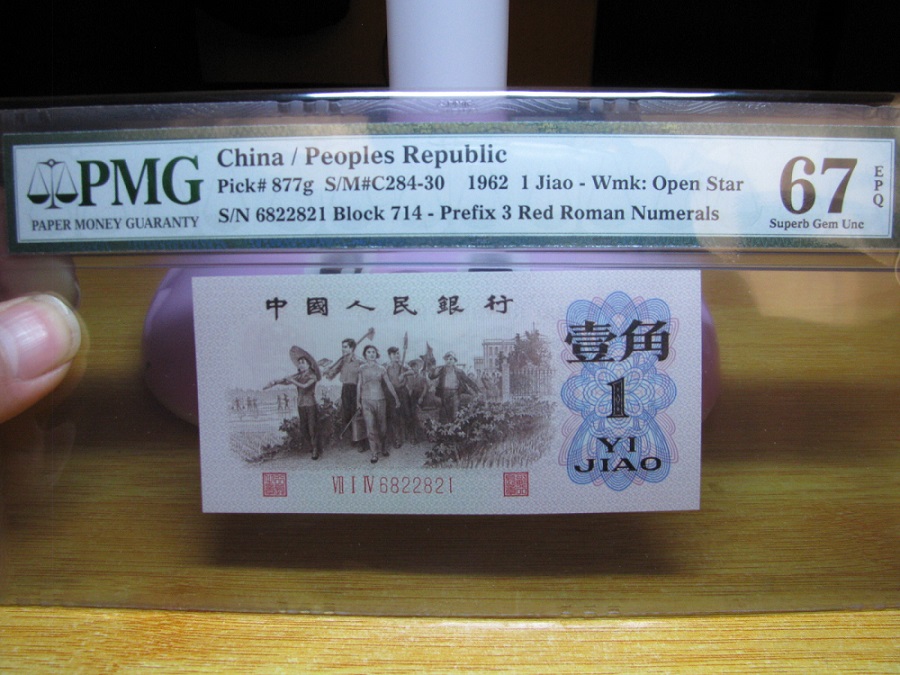 PMG
PAPER MONEY GUARANTY
China / Peoples Republic
Pick# 877g S/M#C284-30 1962 1 Jiao - Wmk: Open Star
S/N 6822821 Block 714 - Prefix 3 Red Roman Numerals
67
EPQ
Superb Gem Unc
中國人民銀行
壹角
1
YI
JIAO
VII I IV 6822821